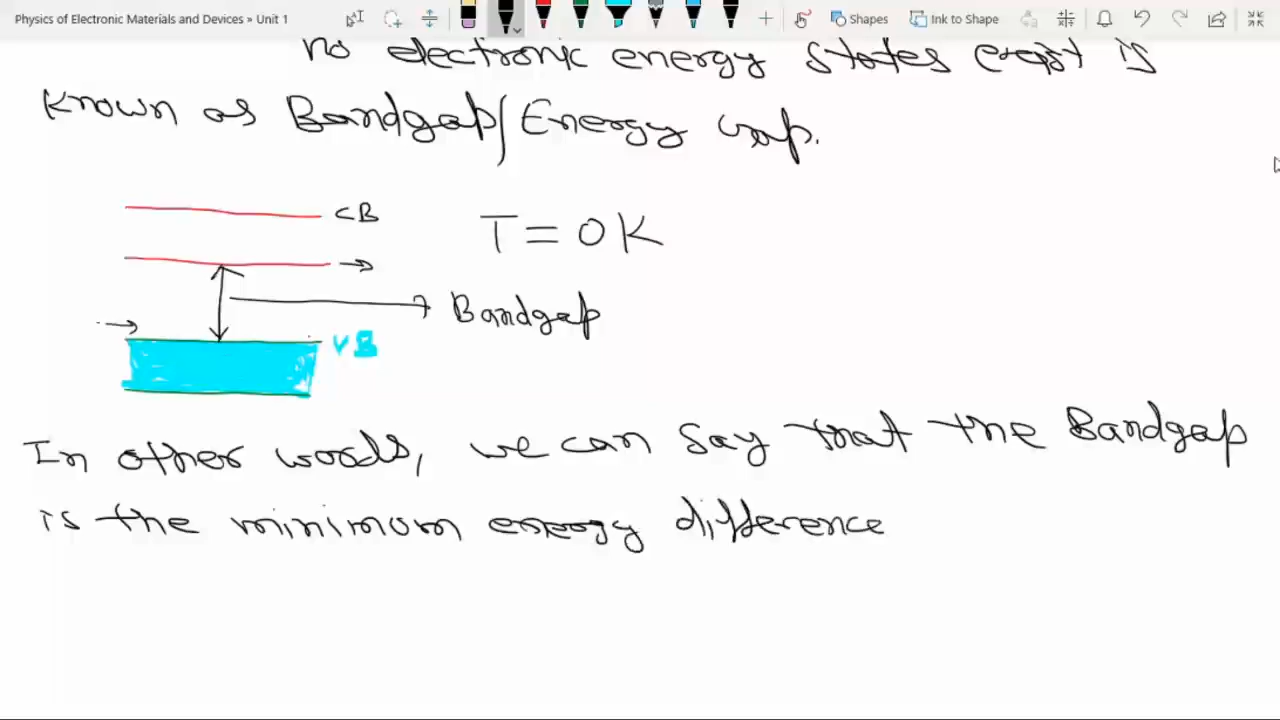 Physics of Electronic Materials and Devices » Unit 1
Shapes
Ink to Shape
no electronic energy states exist is
known as Bandgap/Energy Gap.
CB
T = 0 K
Bandgap
VB
In other words, we can say that the Bandgap
is the minimum energy difference